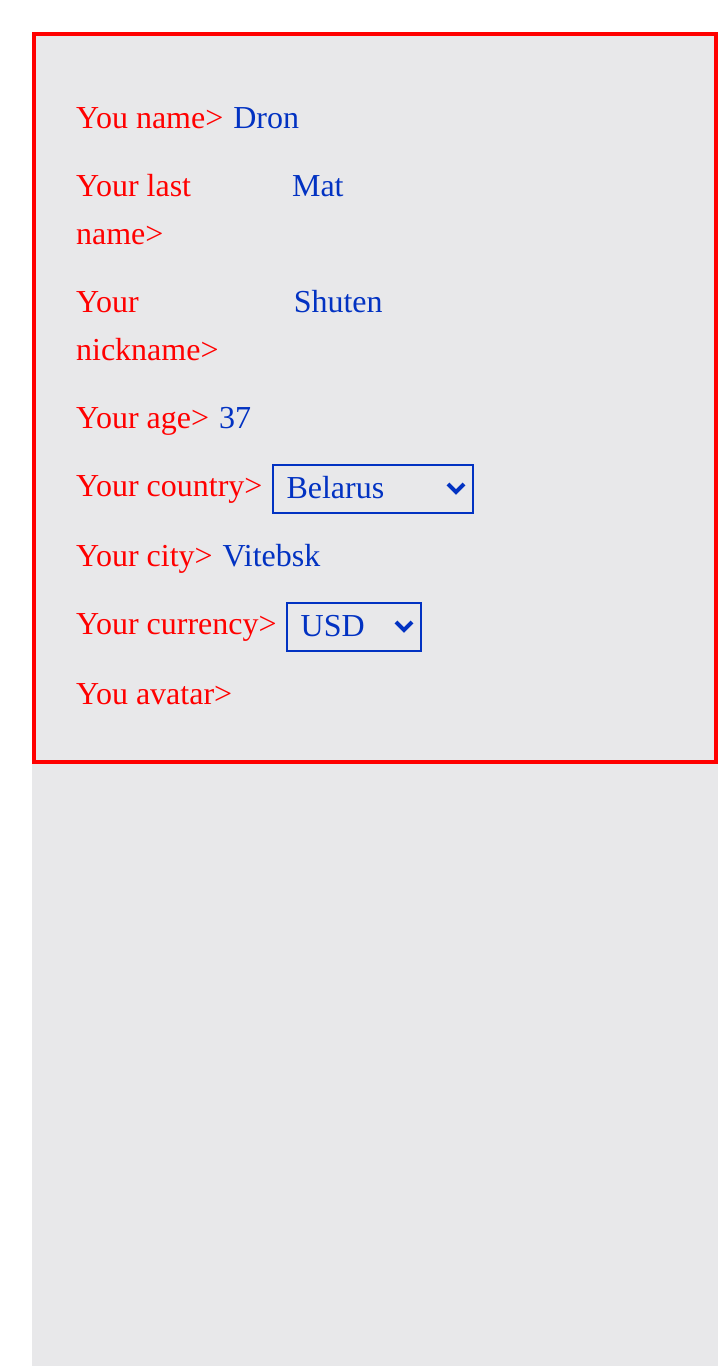 You name> Dron
Your last Mat
name>
Your Shuten
nickname>
Your age> 37
Your country> Belarus
Your city> Vitebsk
Your currency> USD
You avatar>